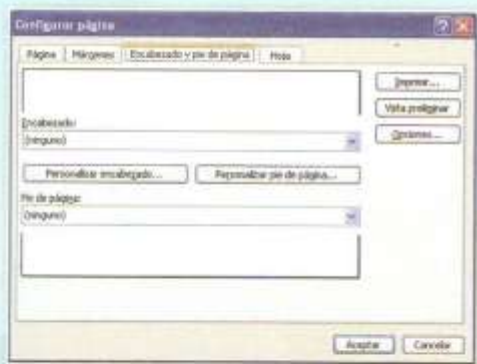 Configurar página
Página Márgenes Encabezado y pie de página Hoja
Imprimir...
Vista preliminar
Opciones...
Encabezado:
(ninguno)
Personalizar encabezado... Personalizar pie de página...
Pie de página:
(ninguno)
Aceptar Cancelar